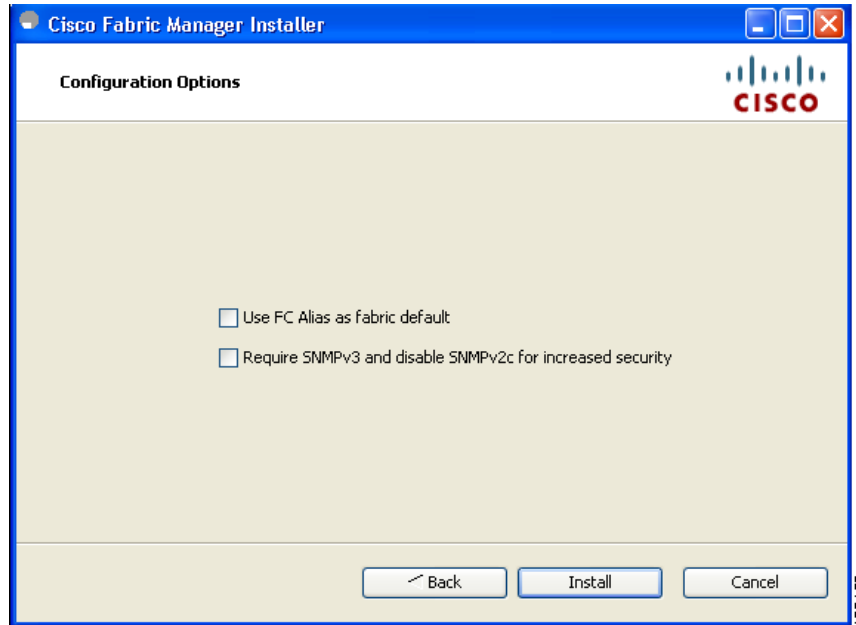 Cisco Fabric Manager Installer
Configuration Options
CISCO
Use FC Alias as fabric default
Require SNMPv3 and disable SNMPv2c for increased security
Back
Install
Cancel